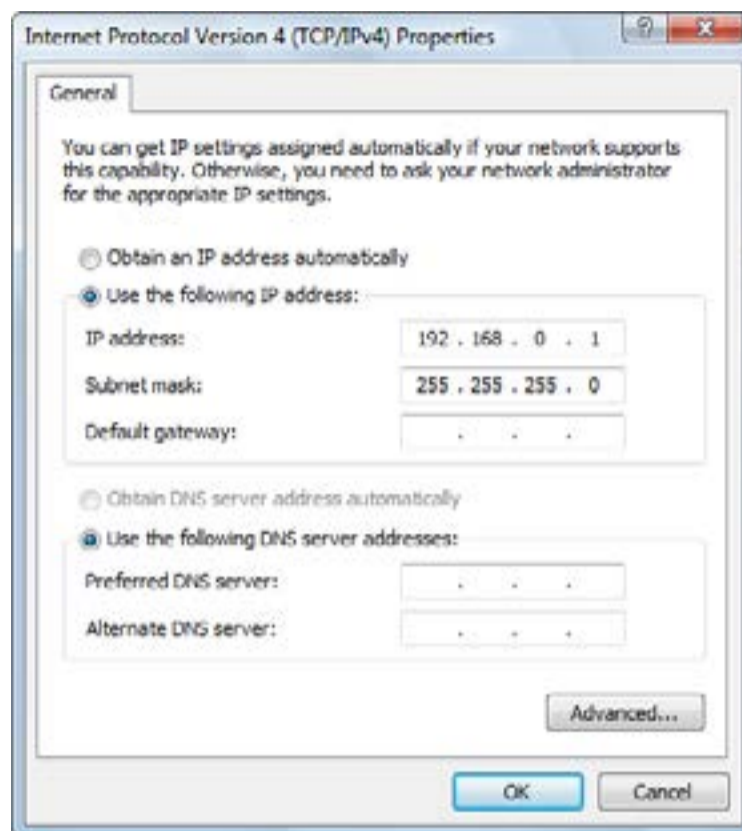 Internet Protocol Version 4 (TCP/IPv4) Properties
?
X
General
You can get IP settings assigned automatically if your network supports
this capability. Otherwise, you need to ask your network administrator
for the appropriate IP settings.
Obtain an IP address automatically
Use the following IP address:
IP address: 192 . 168 . 0 . 1
Subnet mask: 255 . 255 . 255 . 0
Default gateway: . . .
Obtain DNS server address automatically
Use the following DNS server addresses:
Preferred DNS server: . . .
Alternate DNS server: . . .
Advanced...
OK Cancel